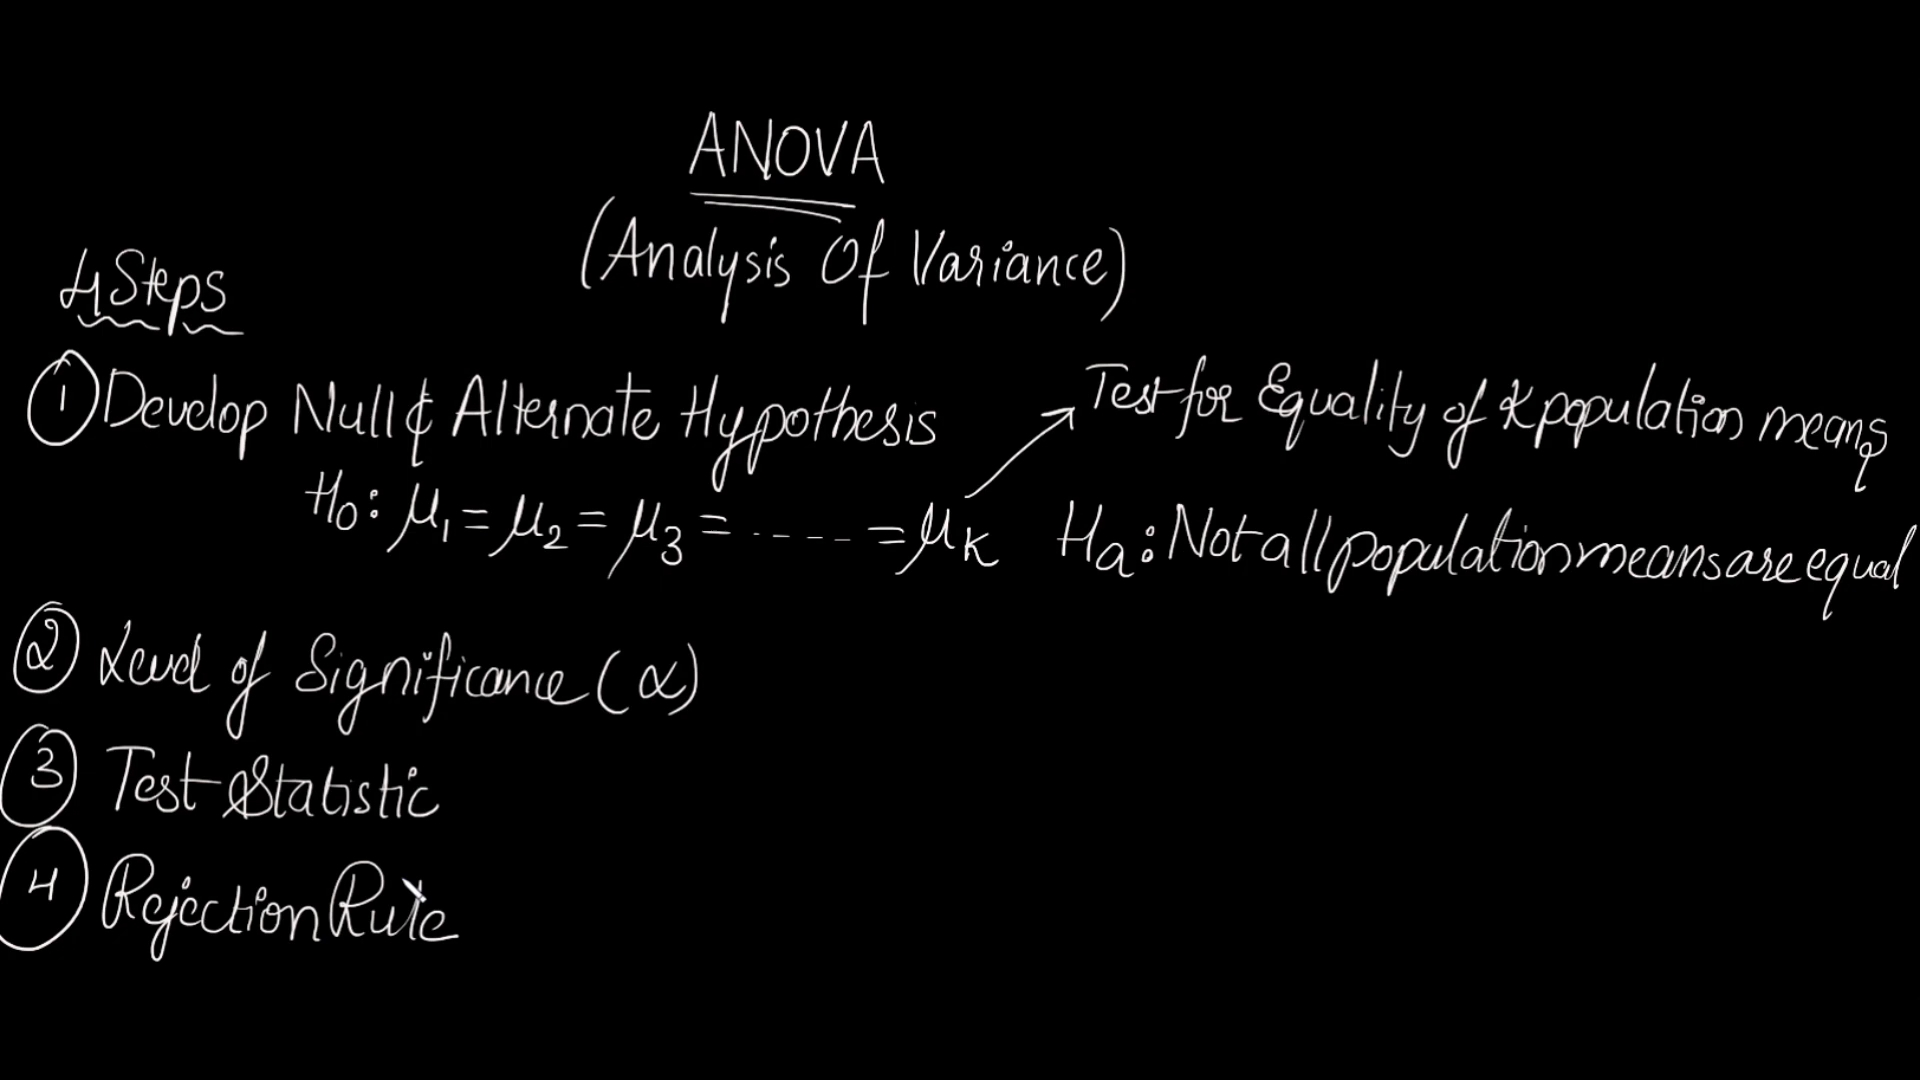 ANOVA
(Analysis Of Variance)
4 Steps
① Develop Null & Alternate Hypothesis
Test for Equality of K population means
H₀: μ₁ = μ₂ = μ₃ = ..... = μₖ
Hₐ: Not all population means are equal
② Level of Significance (α)
③ Test Statistic
④ Rejection Rule